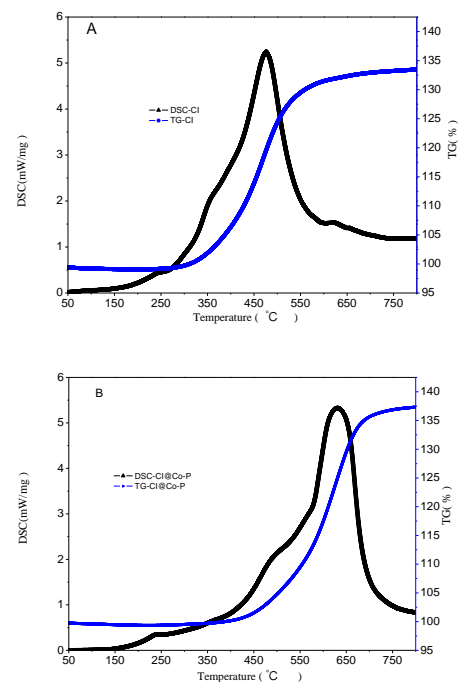 A
6
5
4
3
2
1
0
DSC(mW/mg)
DSC-CI
TG-CI
140
135
130
125
120
115
110
105
100
95
TG(%)
50 150 250 350 450 550 650 750
Temperature( °C )
B
6
5
4
3
2
1
0
DSC(mW/mg)
DSC-CI@Co-P
TG-CI@Co-P
140
135
130
125
120
115
110
105
100
95
TG(%)
50 150 250 350 450 550 650 750
Temperature( °C )